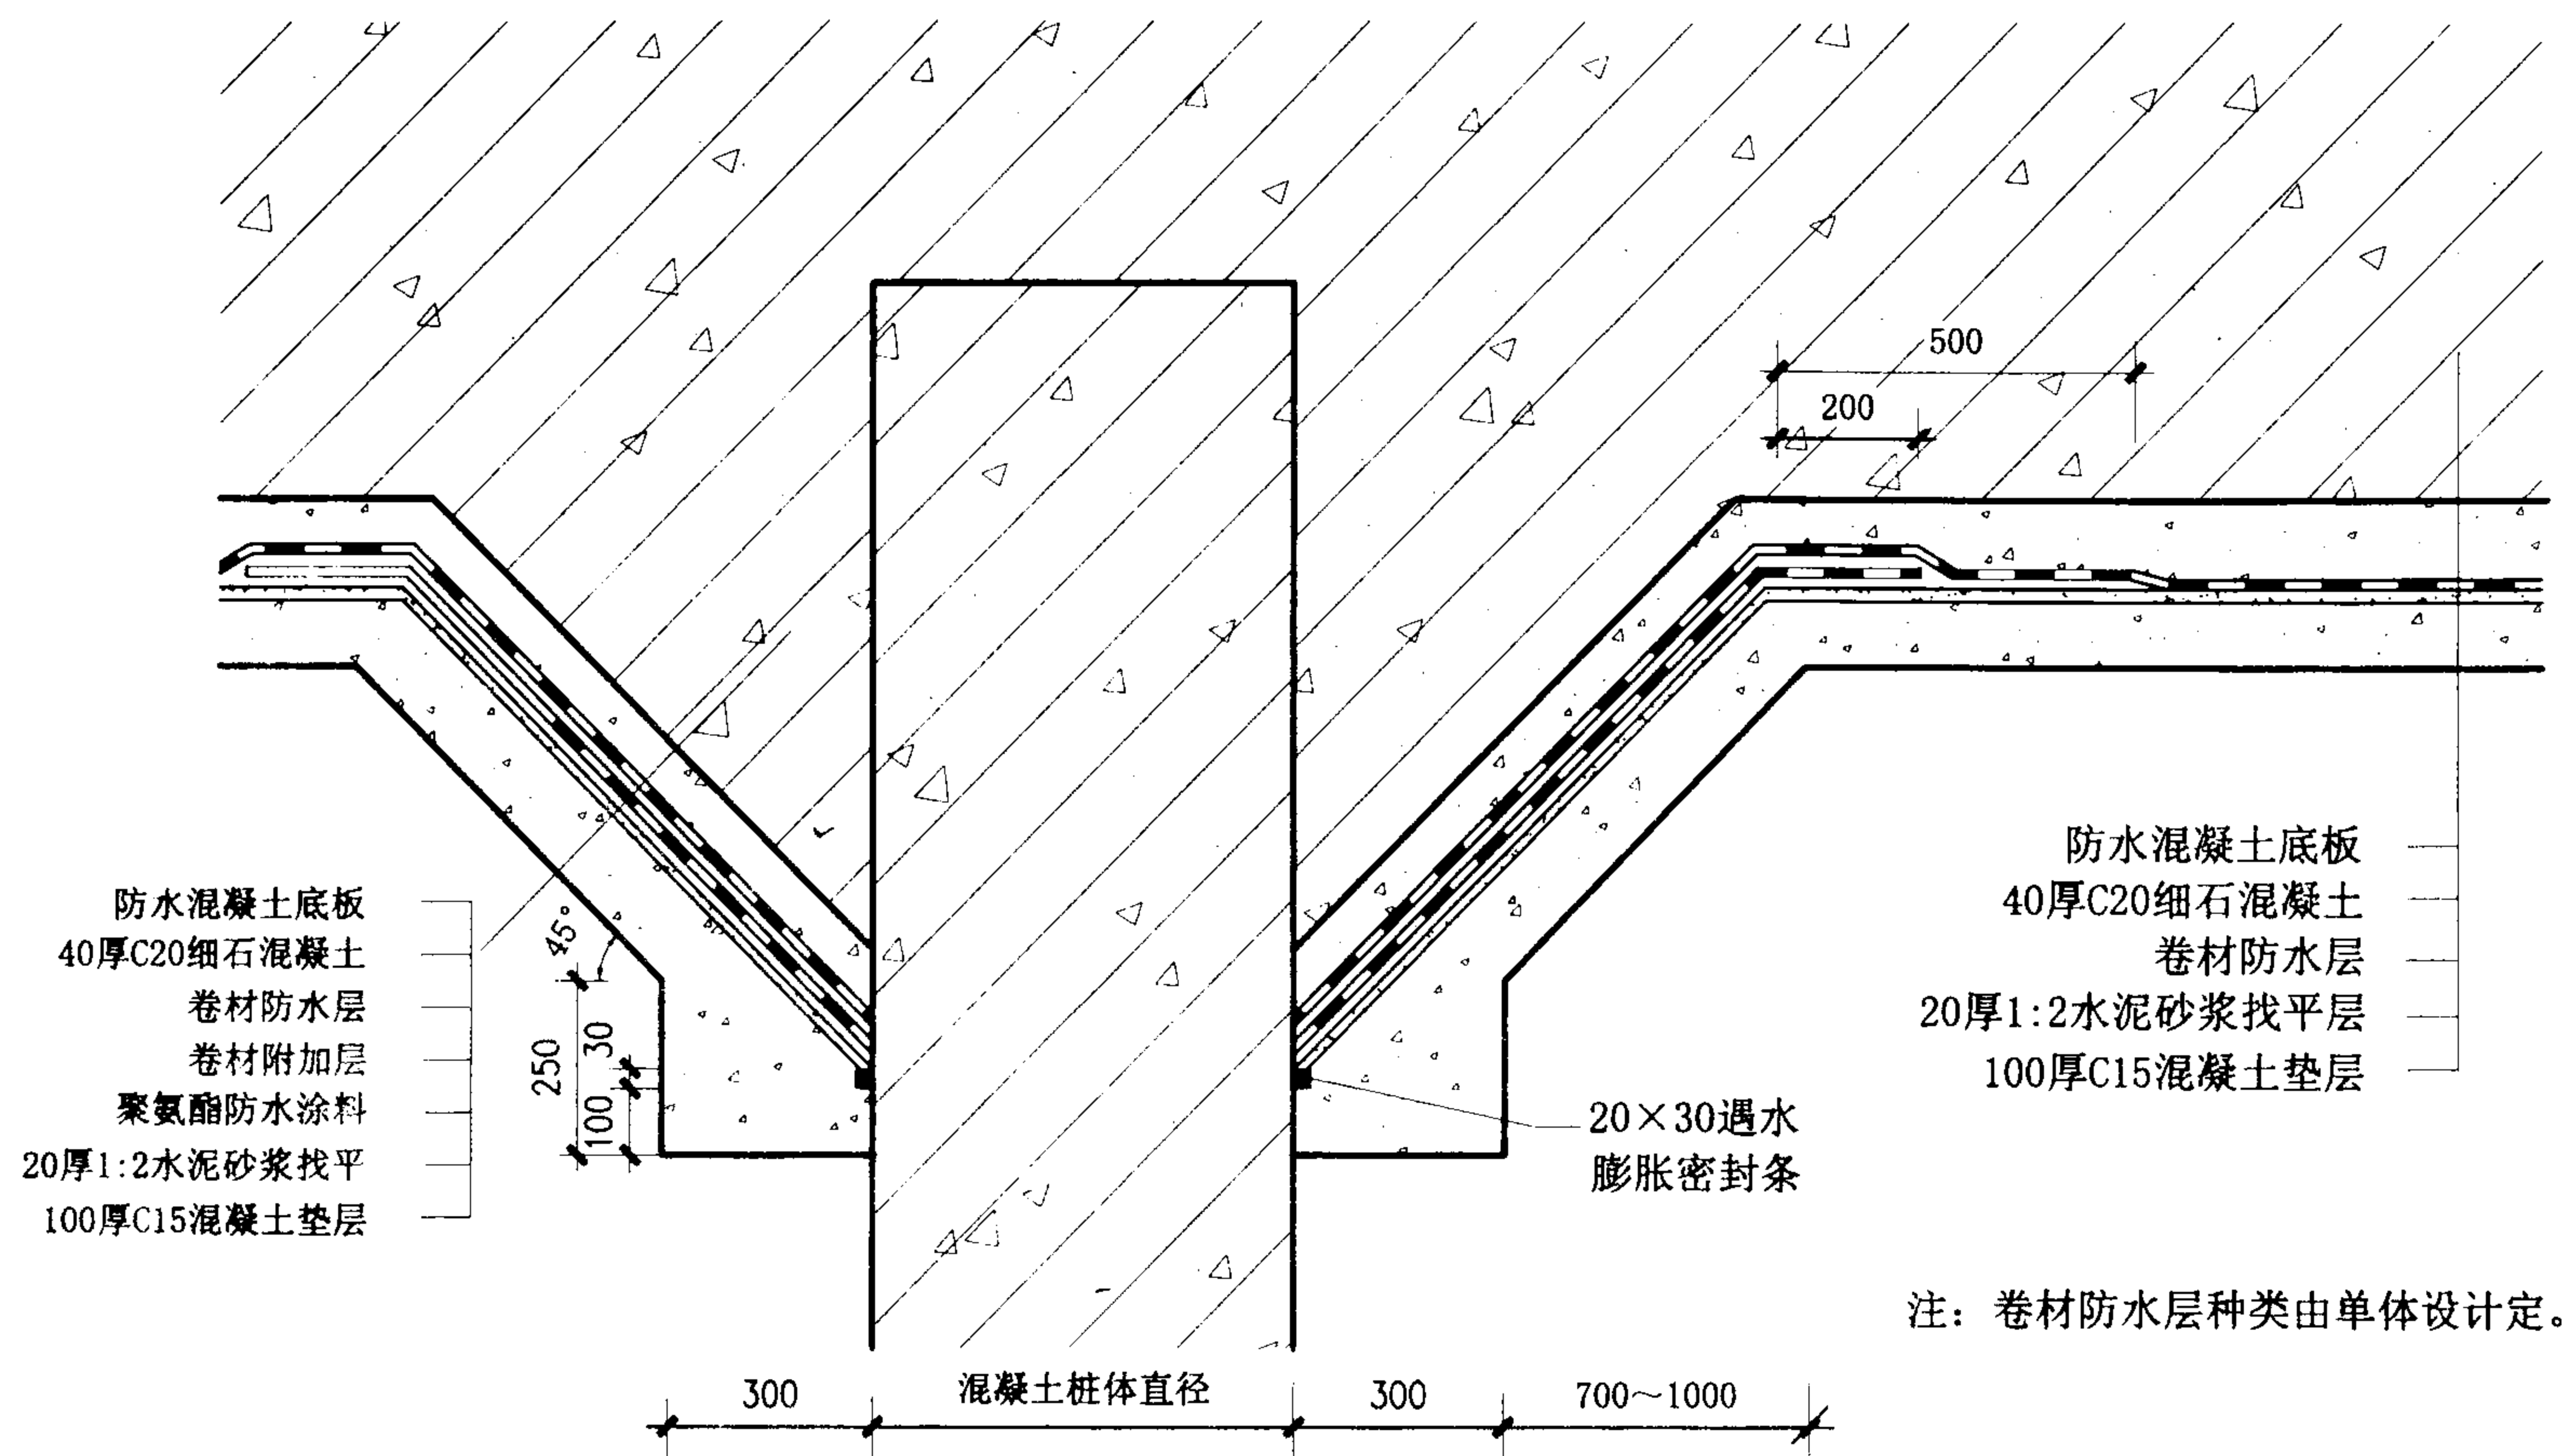 500
200
防水混凝土底板
40厚C20细石混凝土
卷材防水层
卷材附加层
聚氨酯防水涂料
20厚1:2水泥砂浆找平
100厚C15混凝土垫层
45°
250
30
100
防水混凝土底板
40厚C20细石混凝土
卷材防水层
20厚1:2水泥砂浆找平层
100厚C15混凝土垫层
20×30遇水
膨胀密封条
注：卷材防水层种类由单体设计定。
300
混凝土桩体直径
300
700~1000